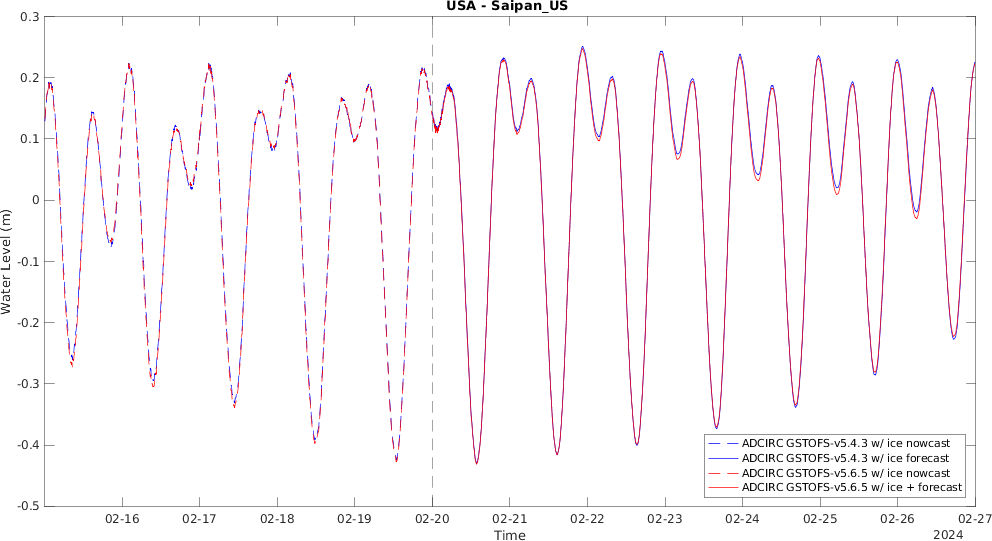 USA - Saipan_US
0.3
0.2
0.1
0
-0.1
-0.2
-0.3
-0.4
-0.5
Water Level (m)
ADCIRC GSTOFS-v5.4.3 w/ ice nowcast
ADCIRC GSTOFS-v5.4.3 w/ ice forecast
ADCIRC GSTOFS-v5.6.5 w/ ice nowcast
ADCIRC GSTOFS-v5.6.5 w/ ice + forecast
02-16 02-17 02-18 02-19 02-20 02-21 02-22 02-23 02-24 02-25 02-26 02-27
Time
2024